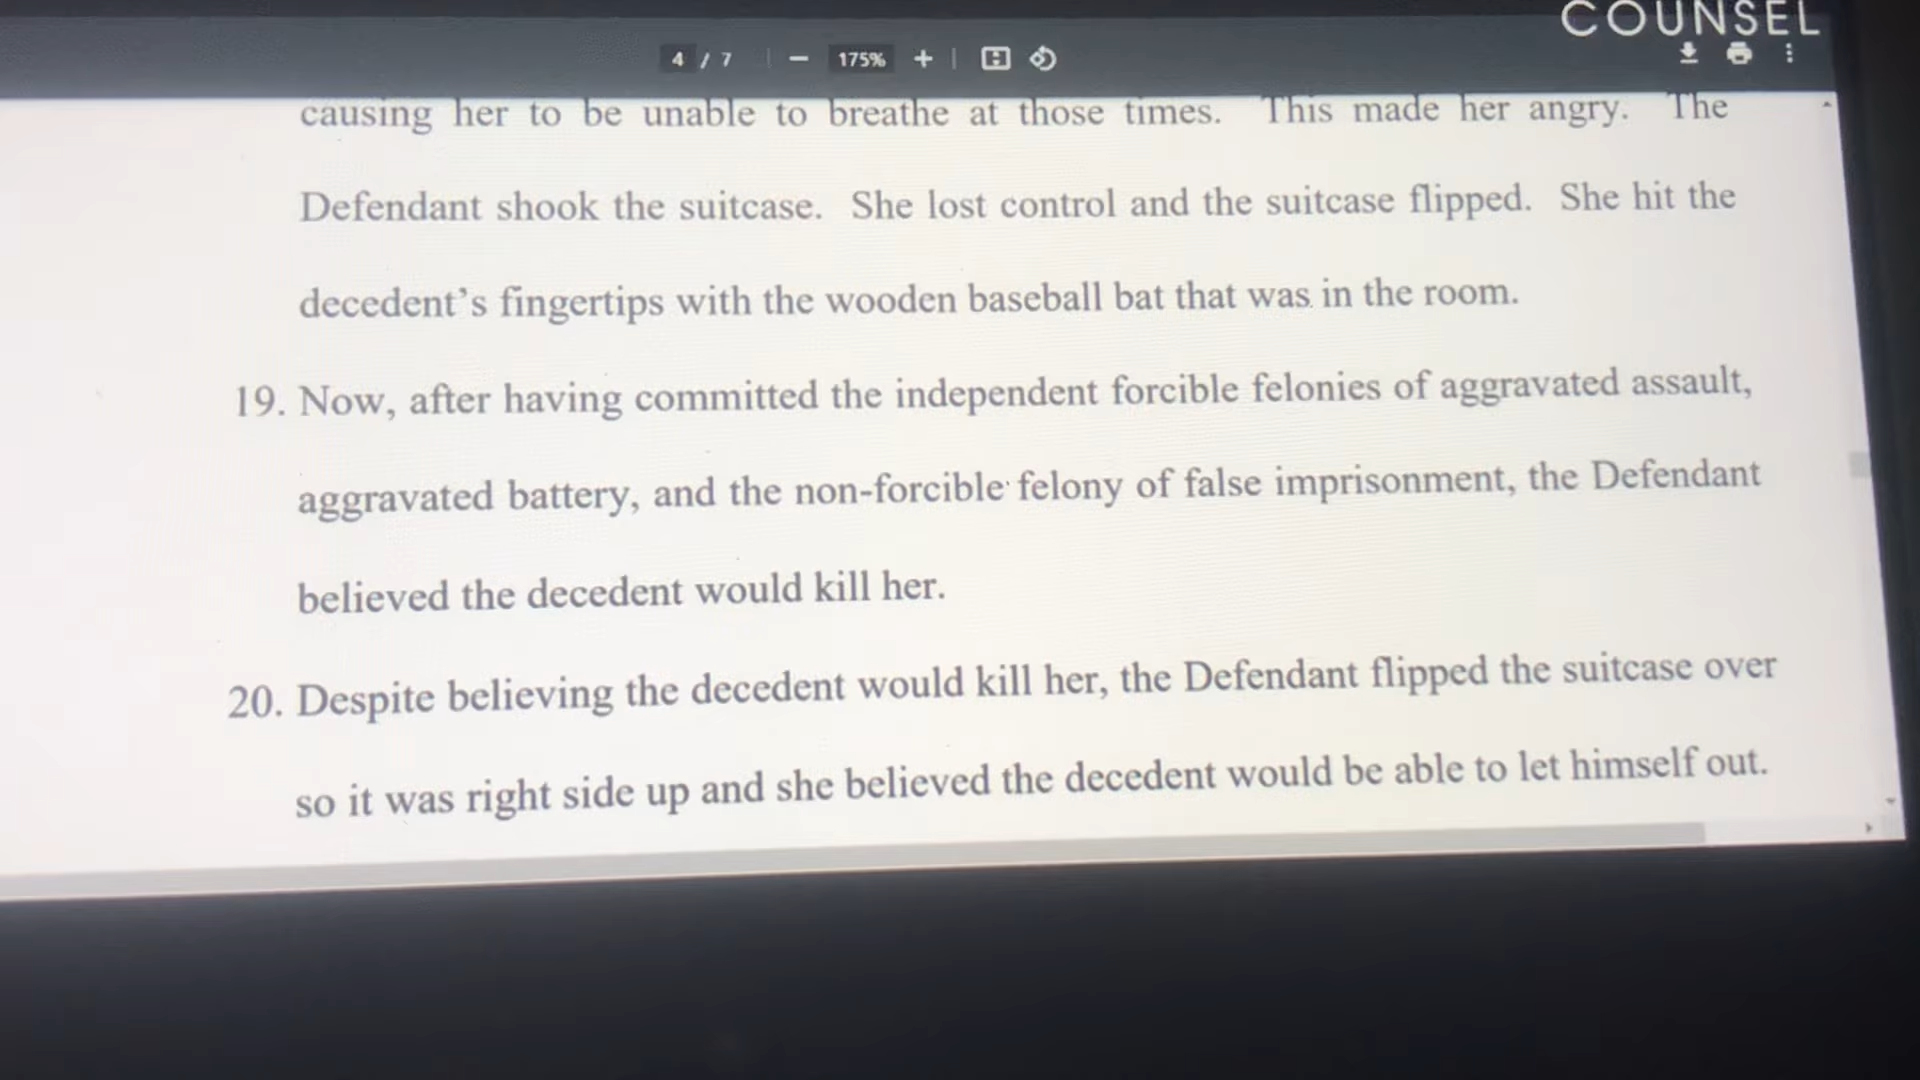 COUNSEL
4 / 7 − 175% +
causing her to be unable to breathe at those times. This made her angry. The
Defendant shook the suitcase. She lost control and the suitcase flipped. She hit the
decedent’s fingertips with the wooden baseball bat that was in the room.
19. Now, after having committed the independent forcible felonies of aggravated assault,
aggravated battery, and the non-forcible felony of false imprisonment, the Defendant
believed the decedent would kill her.
20. Despite believing the decedent would kill her, the Defendant flipped the suitcase over
so it was right side up and she believed the decedent would be able to let himself out.